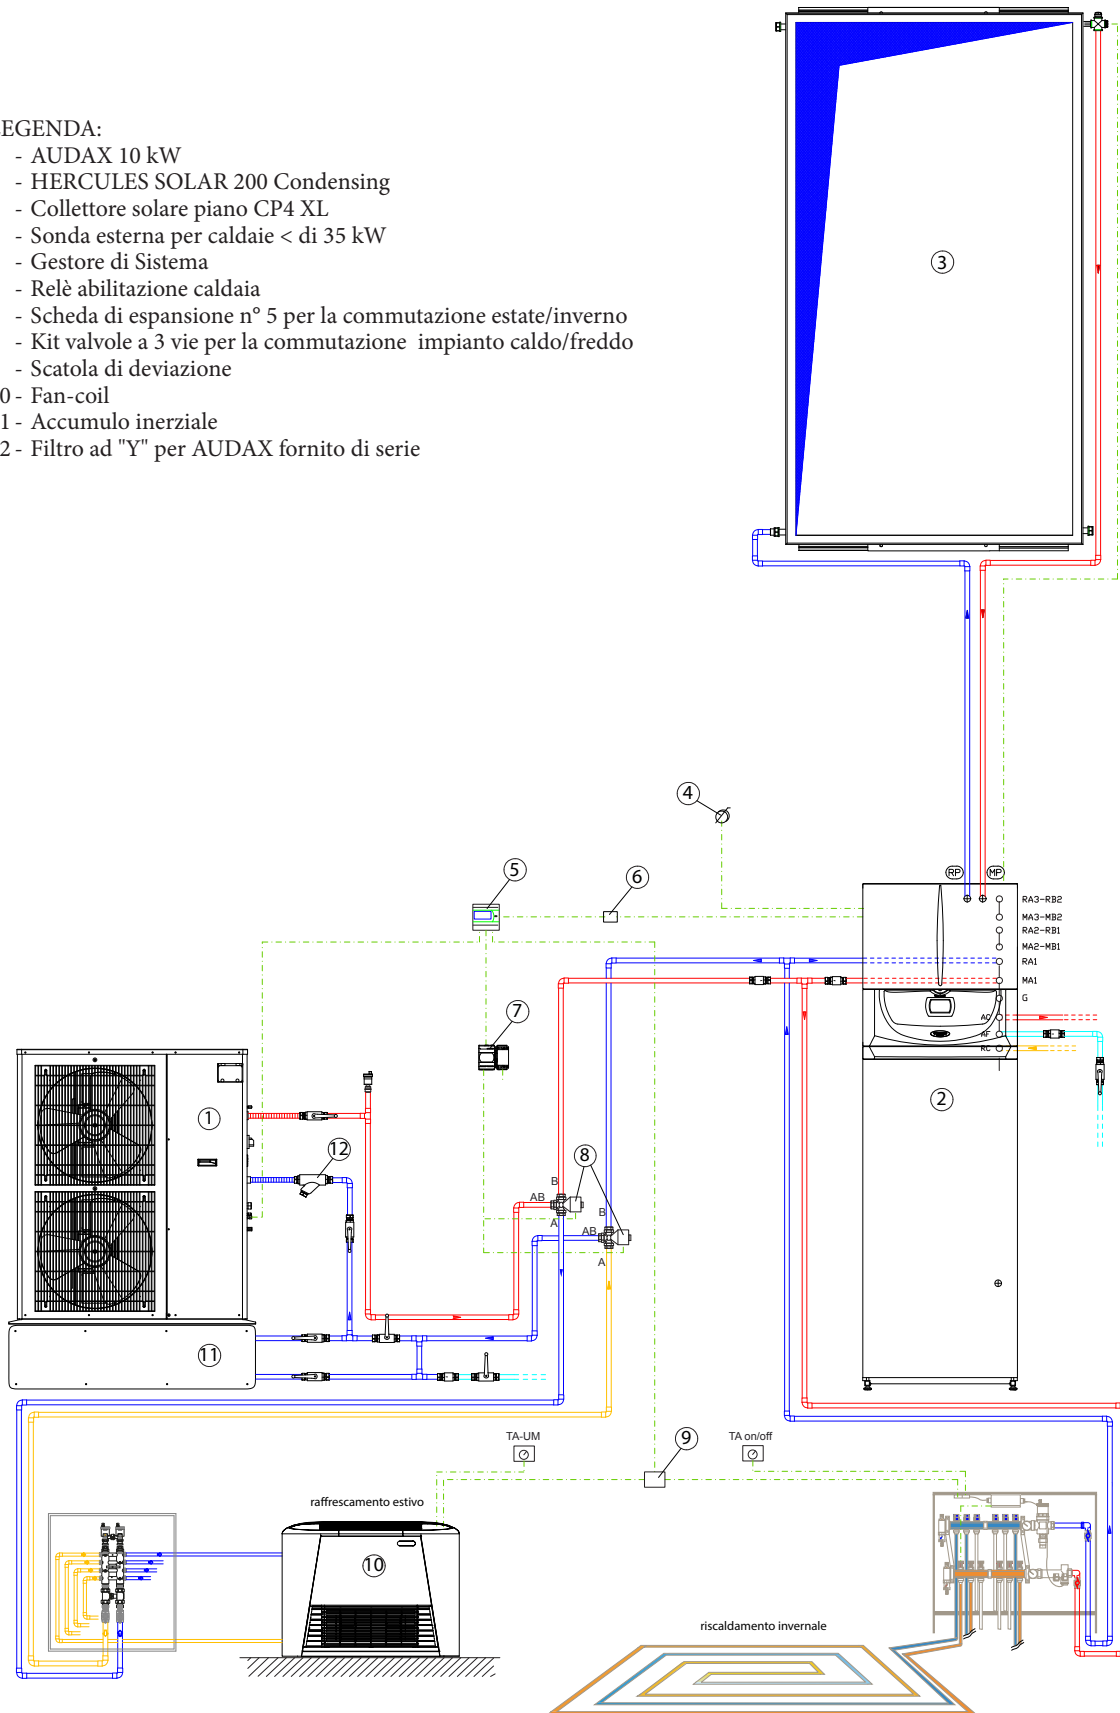 EGENDA:
- AUDAX 10 kW
- HERCULES SOLAR 200 Condensing
- Collettore solare piano CP4 XL
- Sonda esterna per caldaie < di 35 kW
- Gestore di Sistema
- Relè abilitazione caldaia
- Scheda di espansione n° 5 per la commutazione estate/inverno
- Kit valvole a 3 vie per la commutazione impianto caldo/freddo
- Scatola di deviazione
0 - Fan-coil
1 - Accumulo inerziale
2 - Filtro ad "Y" per AUDAX fornito di serie
3
4
5
6
RP
MP
RA3-RB2
MA3-MB2
RA2-RB1
MA2-MB1
RA1
MA1
G
AC
AF
RC
7
1
2
12
8
B
AB
A
B
AB
A
11
TA-UM
9
TA on/off
raffrescamento estivo
10
riscaldamento invernale